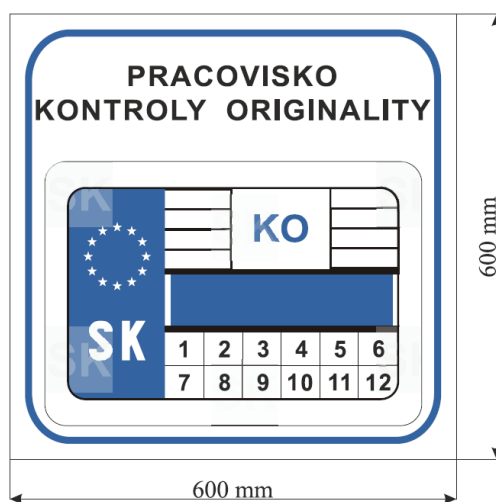 PRACOVISKO
KONTROLY ORIGINALITY
KO
SK
1 2 3 4 5 6
7 8 9 10 11 12
600 mm
600 mm